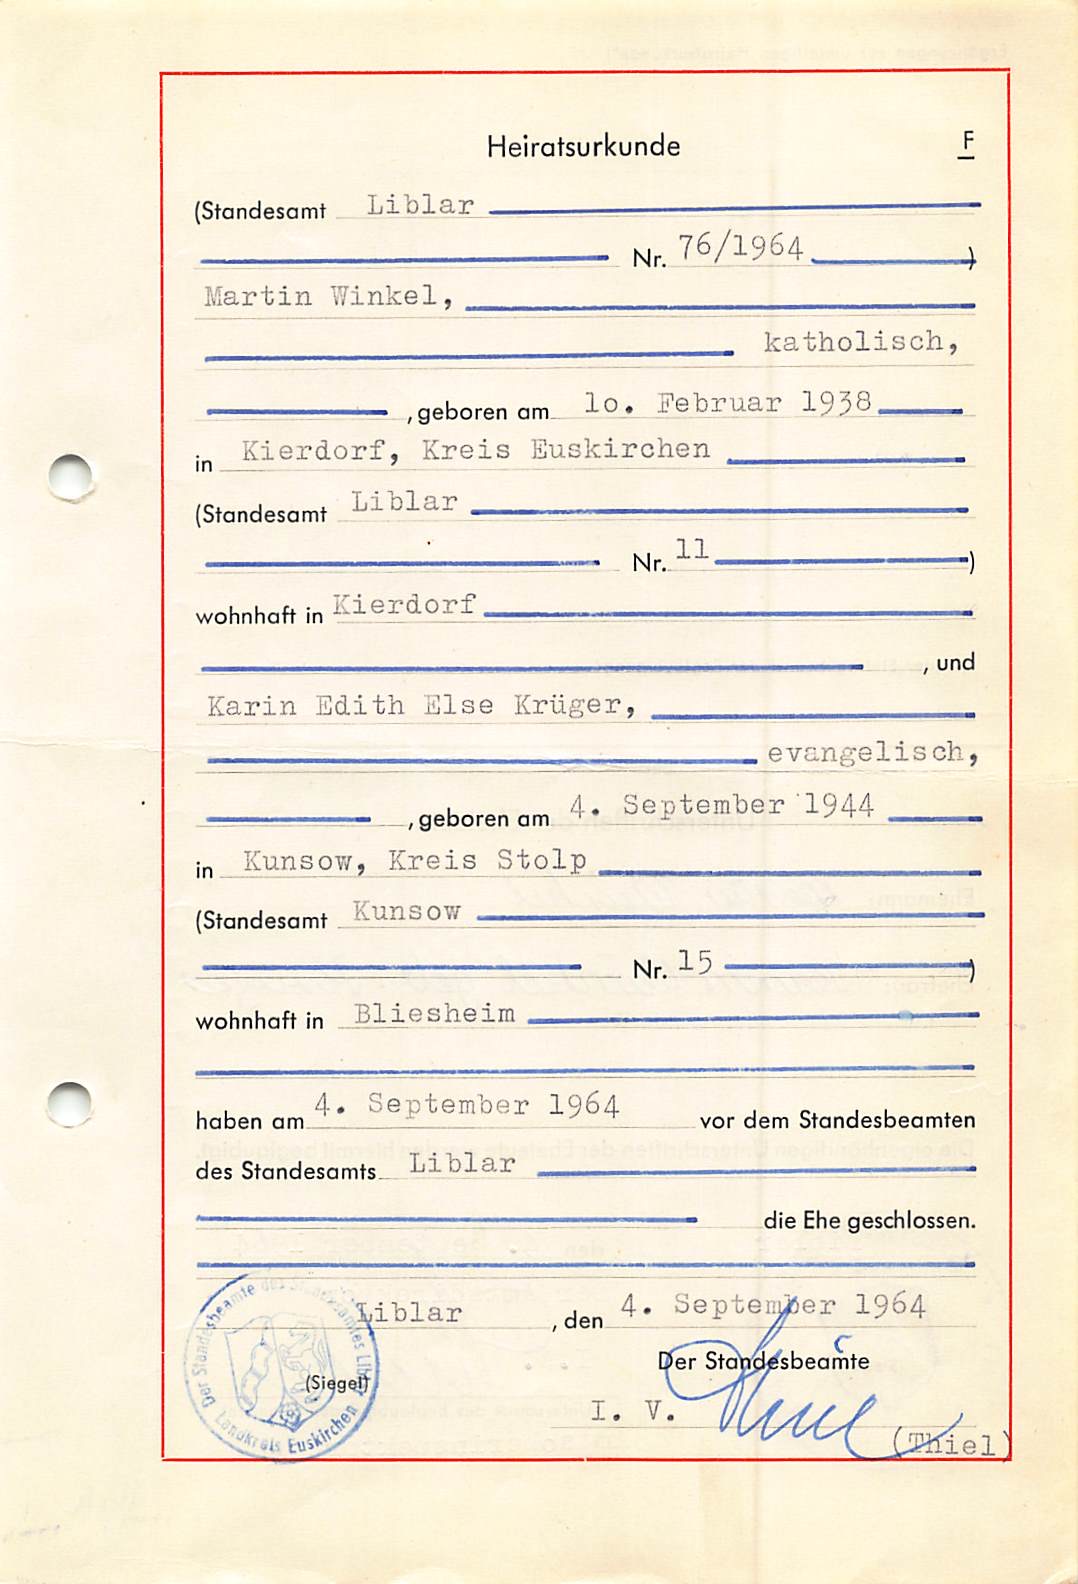 Heiratsurkunde F
(Standesamt Liblar
Nr. 76/1964 )
Martin Winkel,
katholisch,
, geboren am lo. Februar 1938
in Kierdorf, Kreis Euskirchen
(Standesamt Liblar
Nr. 11 )
wohnhaft in Kierdorf
, und
Karin Edith Else Krüger,
evangelisch,
, geboren am 4. September 1944
in Kunsow, Kreis Stolp
(Standesamt Kunsow
Nr. 15 )
wohnhaft in Bliesheim
haben am 4. September 1964 vor dem Standesbeamten
des Standesamts Liblar
die Ehe geschlossen.
Liblar , den 4. September 1964
Der Standesbeamte des Standesamtes Liblar
Landkreis Euskirchen
(Siegel)
Der Standesbeamte
I. V.
(Thiel)